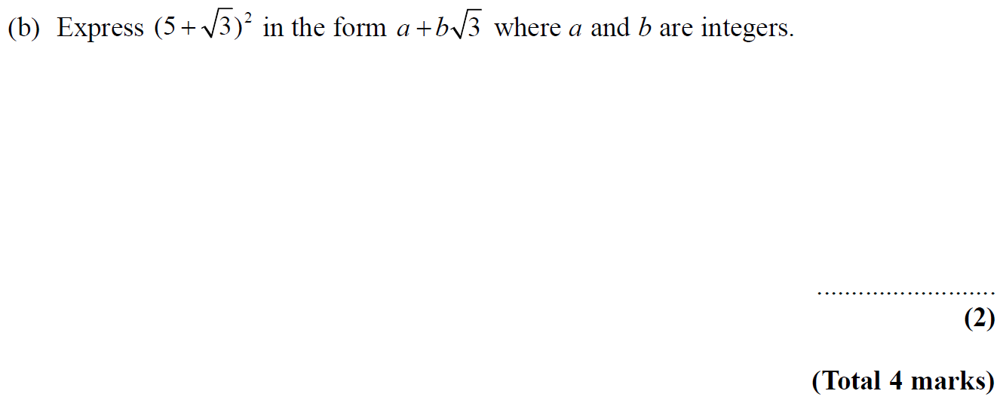 (b) Express (5+√3)² in the form a+b√3 where a and b are integers.
..........................
(2)
(Total 4 marks)